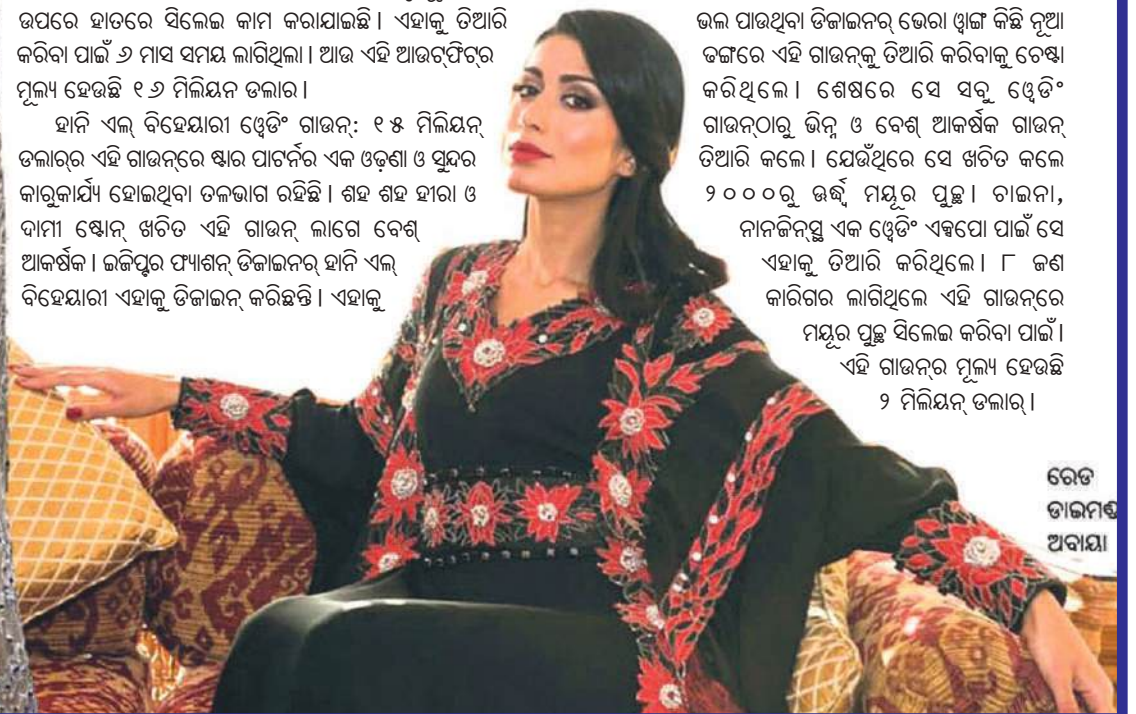 ଉପରେ ହାତରେ ସିଲେଇ କାମ କରାଯାଇଛି । ଏହାକୁ ତିଆରି
କରିବା ପାଇଁ ୬ ମାସ ସମୟ ଲାଗିଥିଲା । ଆଉ ଏହି ଆଉଟ୍‌ଫିଟ୍‌ର
ମୂଲ୍ୟ ହେଉଛି ୧୬ ମିଲିୟନ ଡଲାର ।
ହାନି ଏଲ୍ ବିହେୟାରୀ ୱେଡିଂ ଗାଉନ୍: ୧୫ ମିଲିୟନ୍
ଡଲାର୍‌ର ଏହି ଗାଉନ୍‌ରେ ଷ୍ଟାର ପାଟର୍ନର ଏକ ଓଢ଼ଣା ଓ ସୁନ୍ଦର
କାରୁକାର୍ଯ୍ୟ ହୋଇଥିବା ତଳଭାଗ ରହିଛି । ଶହ ଶହ ହୀରା ଓ
ଦାମୀ ଷ୍ଟୋନ୍ ଖଚିତ ଏହି ଗାଉନ୍ ଲାଗେ ବେଶ୍
ଆକର୍ଷକ । ଇଜିପ୍ଟର ଫ୍ୟାଶନ୍ ଡିଜାଇନର୍ ହାନି ଏଲ୍
ବିହେୟାରୀ ଏହାକୁ ଡିଜାଇନ୍ କରିଛନ୍ତି । ଏହାକୁ
ଭଲ ପାଉଥିବା ଡିଜାଇନର୍ ଭେରା ୱାଙ୍ଗ କିଛି ନୂଆ
ଢଙ୍ଗରେ ଏହି ଗାଉନ୍‌କୁ ତିଆରି କରିବାକୁ ଚେଷ୍ଟା
କରିଥିଲେ । ଶେଷରେ ସେ ସବୁ ୱେଡିଂ
ଗାଉନ୍‌ଠାରୁ ଭିନ୍ନ ଓ ବେଶ୍ ଆକର୍ଷକ ଗାଉନ୍
ତିଆରି କଲେ । ଯେଉଁଥିରେ ସେ ଖଚିତ କଲେ
୨୦୦୦ରୁ ଊର୍ଦ୍ଧ୍ୱ ମୟୂର ପୁଚ୍ଛ । ଚାଇନା,
ନାନଜିନ୍‌ସ୍ଥ ଏକ ୱେଡିଂ ଏକ୍ସପୋ ପାଇଁ ସେ
ଏହାକୁ ତିଆରି କରିଥିଲେ । ୮ ଜଣ
କାରିଗର ଲାଗିଥିଲେ ଏହି ଗାଉନ୍‌ରେ
ମୟୂର ପୁଚ୍ଛ ସିଲେଇ କରିବା ପାଇଁ ।
ଏହି ଗାଉନ୍‌ର ମୂଲ୍ୟ ହେଉଛି
୨ ମିଲିୟନ୍ ଡଲାର୍ ।
ରେଡ
ଡାଇମଣ୍ଡ
ଅବାୟା